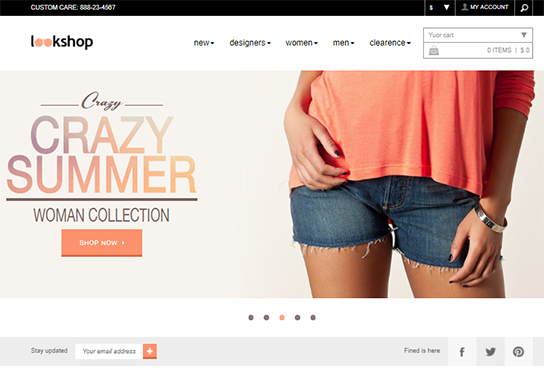 CUSTOM CARE: 888-23-4567
$
MY ACCOUNT
lookshop
new
designers
women
men
clearence
Yuor cart
0 ITEMS | $ 0
Crazy
CRAZY
SUMMER
WOMAN COLLECTION
SHOP NOW
Stay updated
Your email address
+
Fined is here